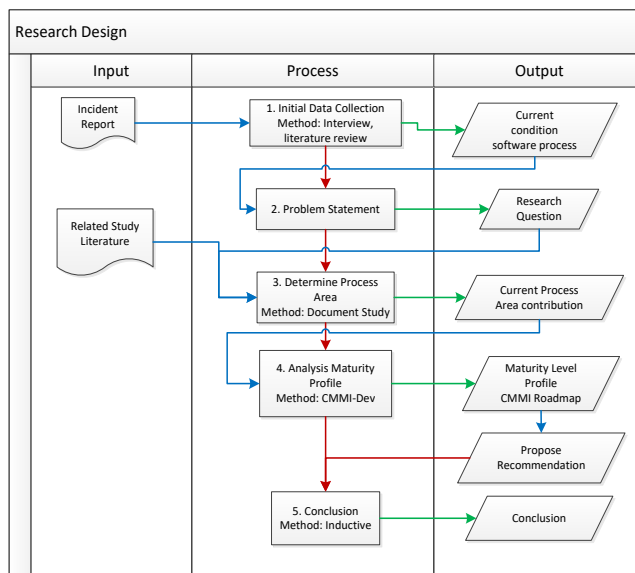 Research Design
Input
Process
Output
Incident
Report
1. Initial Data Collection
Method: Interview,
literature review
Current
condition
software process
2. Problem Statement
Research
Question
Related Study
Literature
3. Determine Process
Area
Method: Document Study
Current Process
Area contribution
4. Analysis Maturity
Profile
Method: CMMI-Dev
Maturity Level
Profile
CMMI Roadmap
Propose
Recommendation
5. Conclusion
Method: Inductive
Conclusion